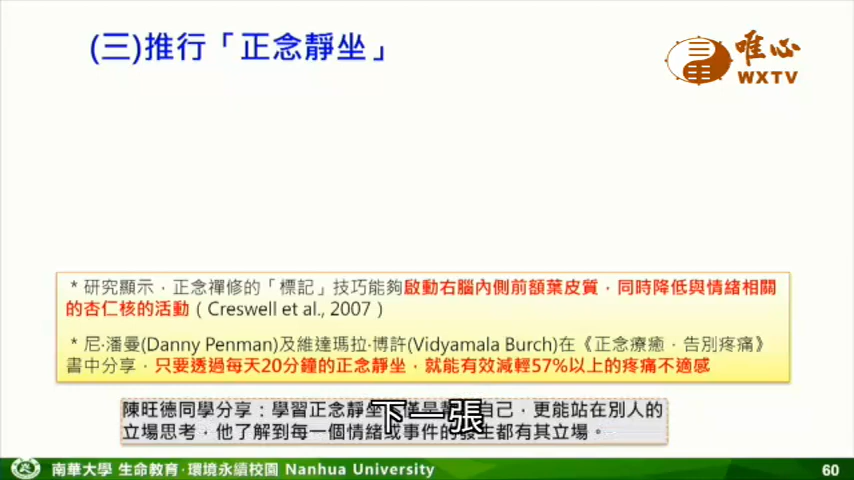 (三)推行「正念靜坐」
唯心
WXTV
* 研究顯示，正念禪修的「標記」技巧能夠啟動右腦內側前額葉皮質，同時降低與情緒相關
的杏仁核的活動（Creswell et al., 2007）
* 尼·潘曼(Danny Penman)及維達瑪拉·博許(Vidyamala Burch)在《正念療癒，告別疼痛》
書中分享，只要透過每天20分鐘的正念靜坐，就能有效減輕57%以上的疼痛不適感
陳旺德同學分享：學習正念靜坐 自己，更能站在別人的
立場思考，他了解到每一個情緒或事件的發生都有其立場。
下一張
南華大學 生命教育·環境永續校園 Nanhua University
60